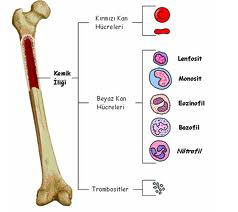 Kırmızı Kan
Hücreleri
Lenfosit
Kemik
İliği
Monosit
Beyaz Kan
Hücreleri
Eozinofil
Bazofil
Nötrofil
Trombositler